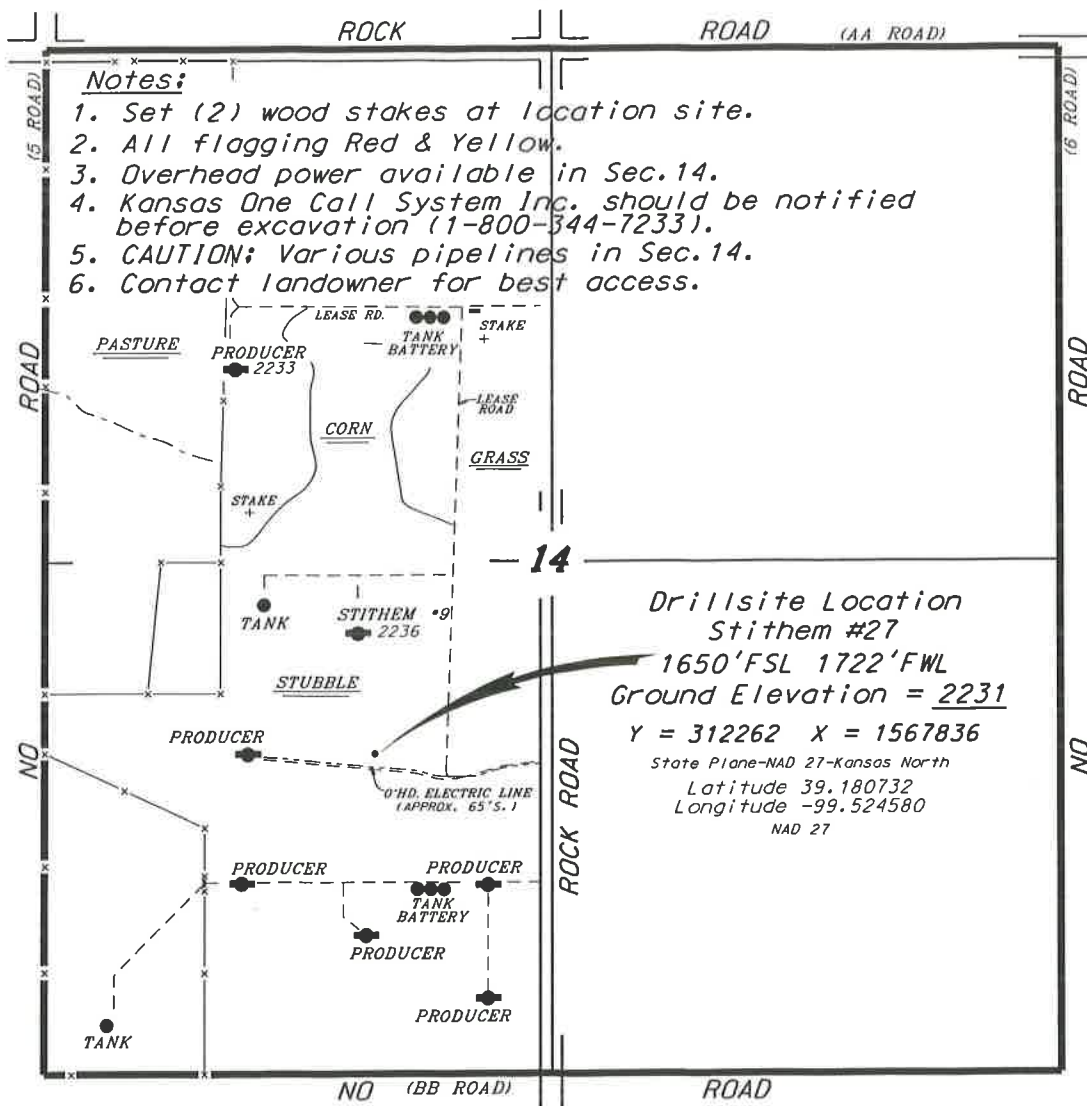 ROCK
ROAD (AA ROAD)
(5 ROAD)
(6 ROAD)
Notes:
1. Set (2) wood stakes at location site.
2. All flagging Red & Yellow.
3. Overhead power available in Sec.14.
4. Kansas One Call System Inc. should be notified
before excavation (1-800-344-7233).
5. CAUTION: Various pipelines in Sec.14.
6. Contact landowner for best access.
LEASE RD.
PASTURE
TANK
BATTERY
STAKE
+
PRODUCER
2233
ROAD
ROAD
LEASE
ROAD
CORN
GRASS
STAKE
+
14
TANK
STITHEM
2236
•9
STUBBLE
Drillsite Location
Stithem #27
1650'FSL 1722'FWL
Ground Elevation = 2231
Y = 312262 X = 1567836
State Plane-NAD 27-Kansas North
Latitude 39.180732
Longitude -99.524580
NAD 27
PRODUCER
NO
NO
O'HD. ELECTRIC LINE
(APPROX. 65'S.)
ROCK ROAD
PRODUCER
PRODUCER
TANK
BATTERY
PRODUCER
PRODUCER
TANK
NO (BB ROAD)
ROAD